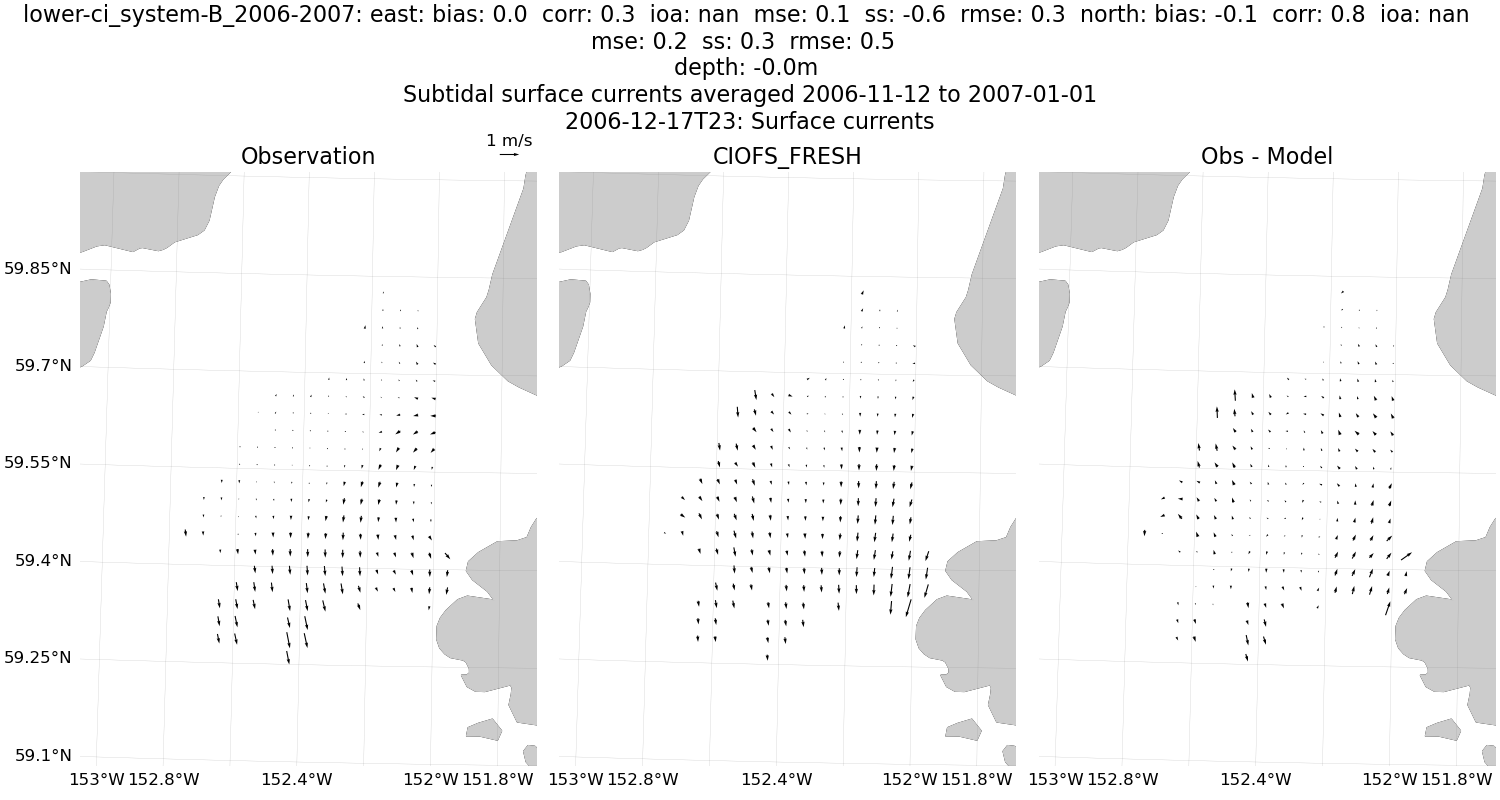 lower-ci_system-B_2006-2007: east: bias: 0.0  corr: 0.3  ioa: nan  mse: 0.1  ss: -0.6  rmse: 0.3  north: bias: -0.1  corr: 0.8  ioa: nan
mse: 0.2  ss: 0.3  rmse: 0.5
depth: -0.0m
Subtidal surface currents averaged 2006-11-12 to 2007-01-01
2006-12-17T23: Surface currents
1 m/s
Observation
CIOFS_FRESH
Obs - Model
59.85°N
59.7°N
59.55°N
59.4°N
59.25°N
59.1°N
153°W 152.8°W 152.4°W 152°W 151.8°W
153°W 152.8°W 152.4°W 152°W 151.8°W
153°W 152.8°W 152.4°W 152°W 151.8°W